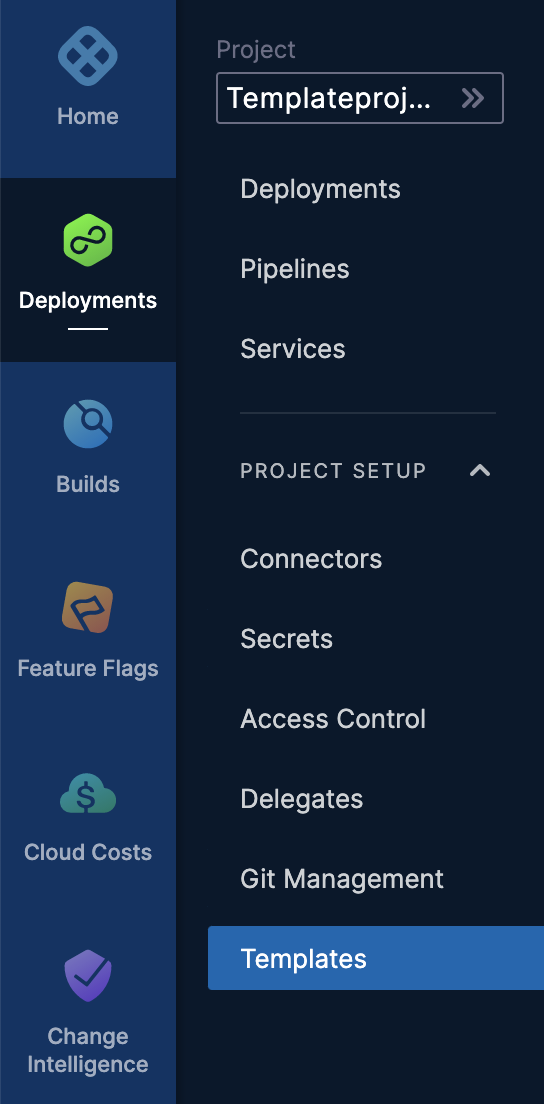 Home
Deployments
Builds
Feature Flags
Cloud Costs
Change
Intelligence
Project
Templateproj...
Deployments
Pipelines
Services
PROJECT SETUP
Connectors
Secrets
Access Control
Delegates
Git Management
Templates